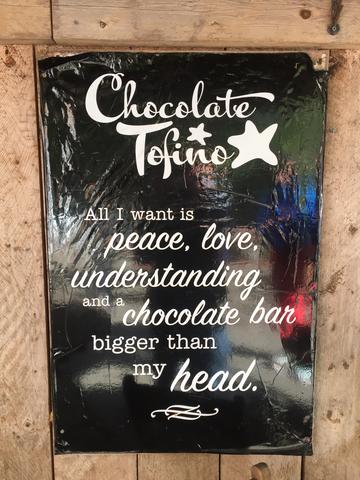 Chocolate
Tofino
All I want is
peace, love,
understanding
and a chocolate bar
bigger than
my head.